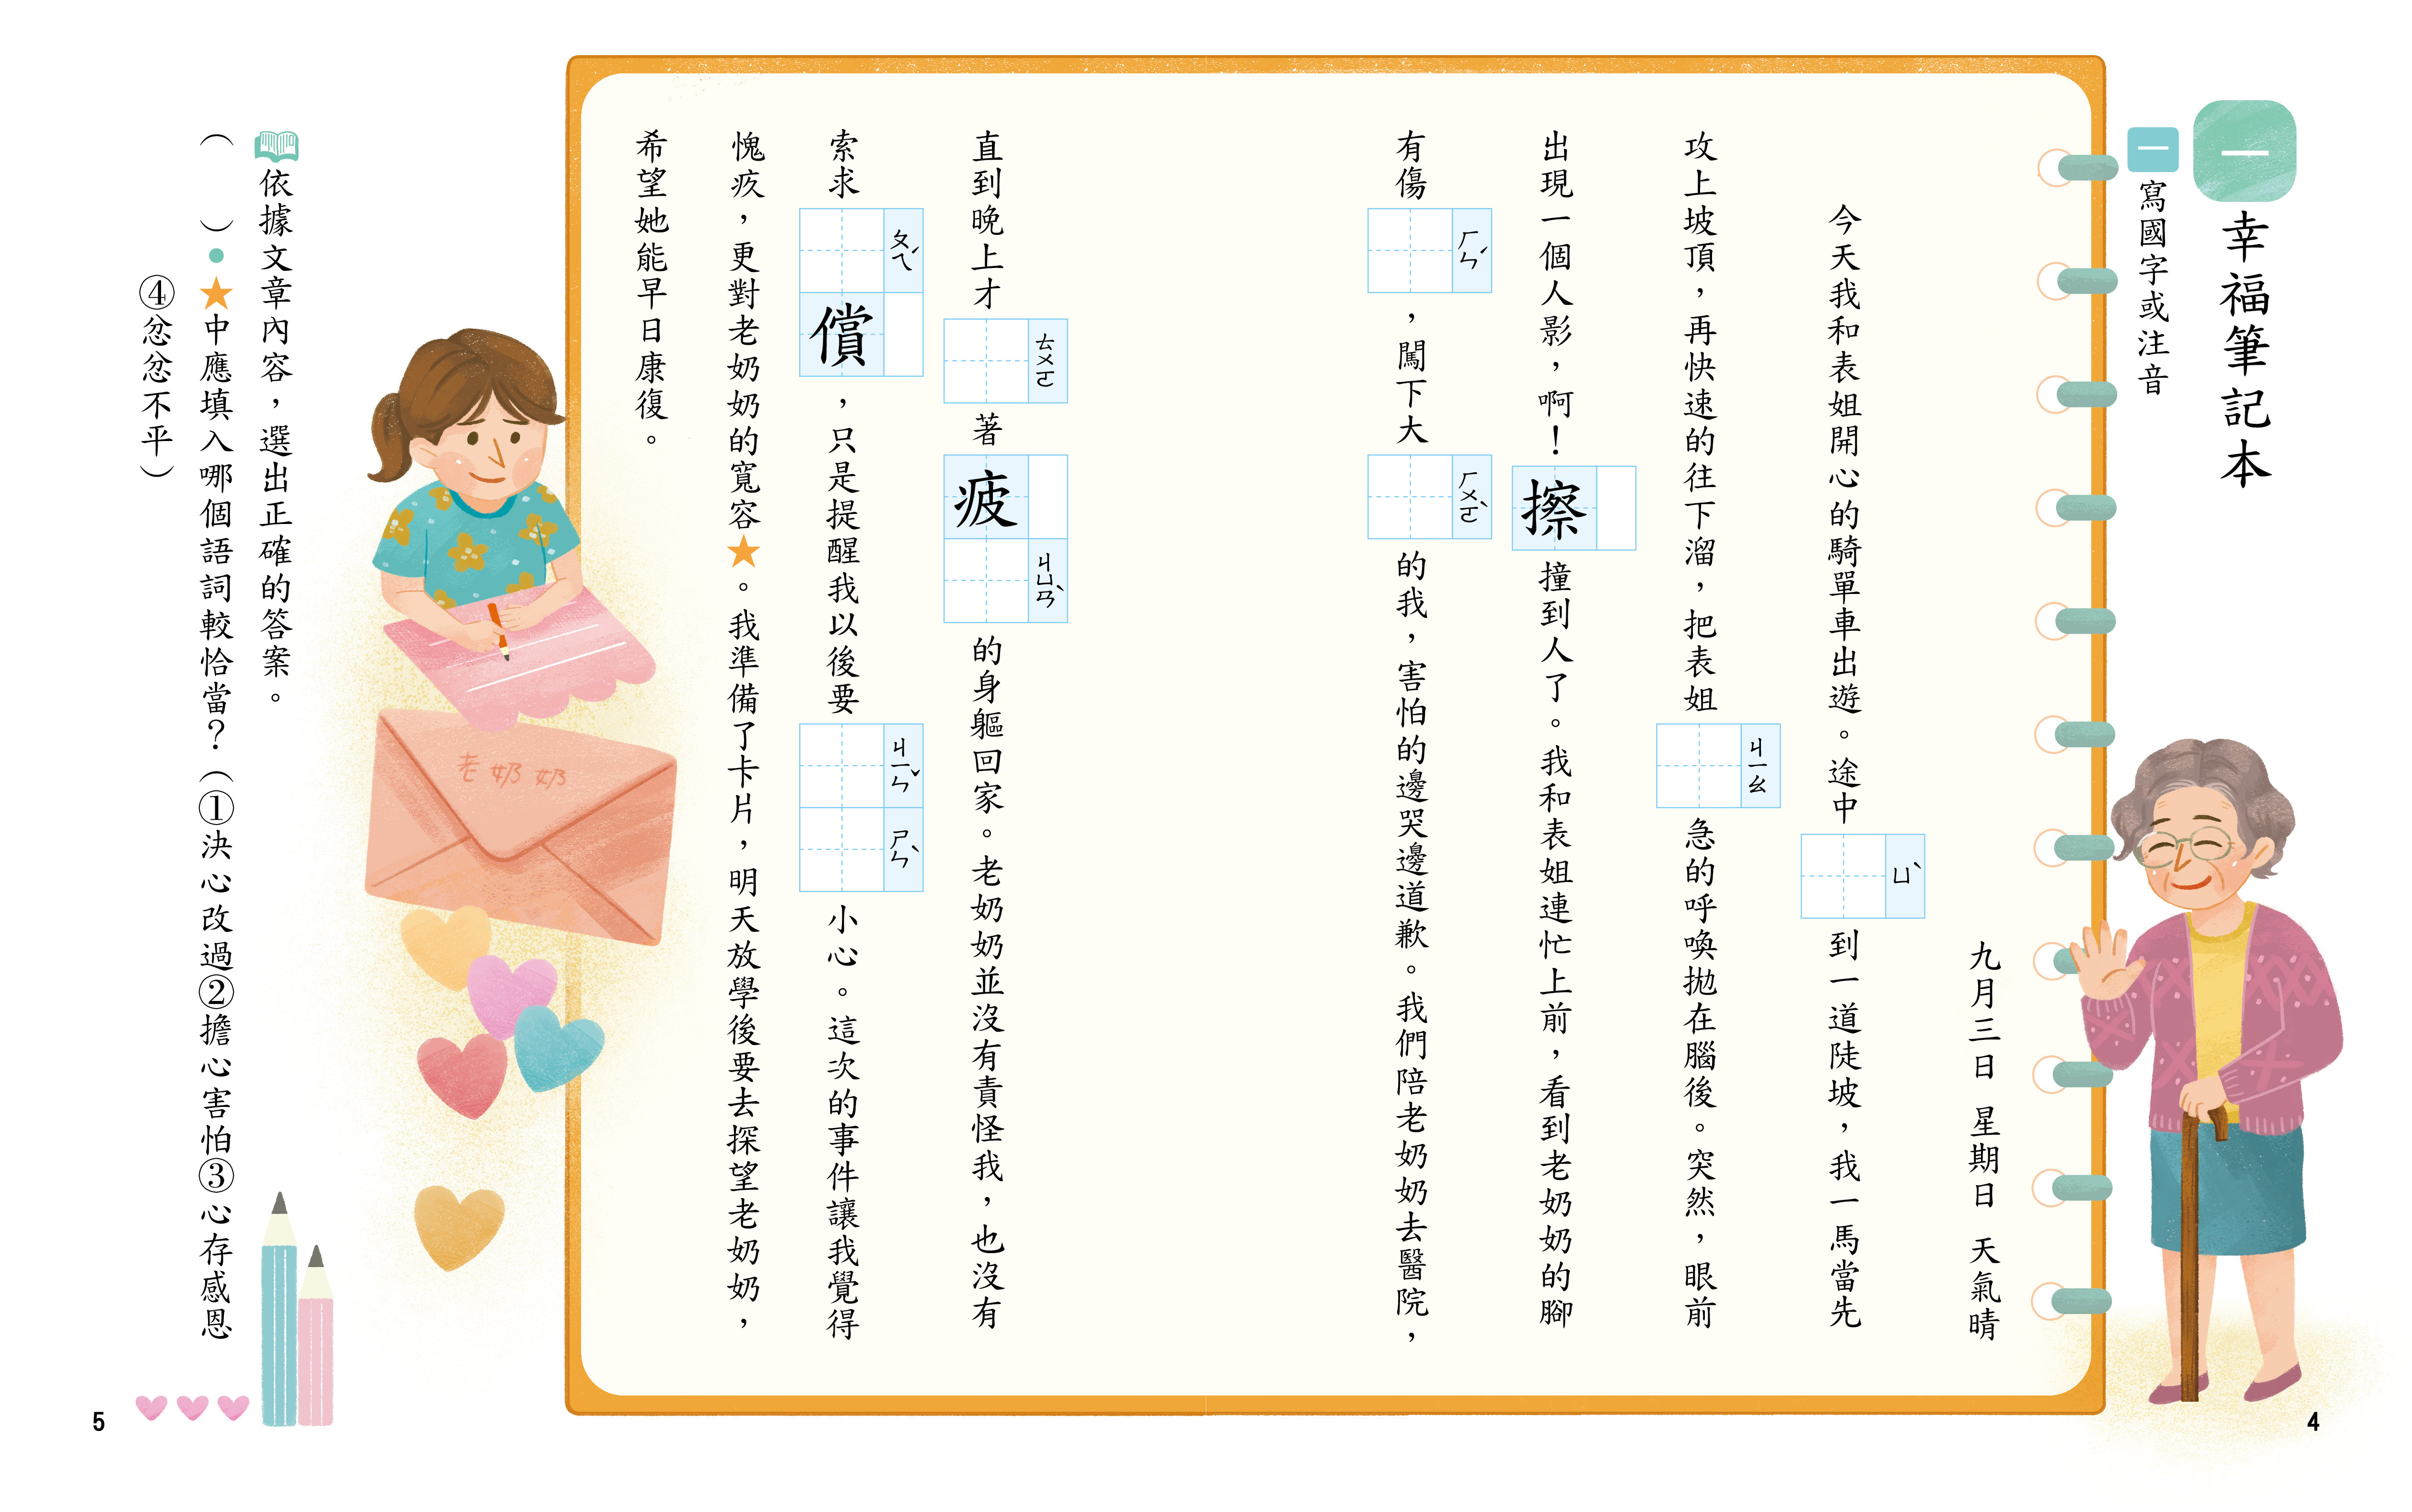 一 幸福筆記本
一 寫國字或注音
九月三日 星期日 天氣晴
今天我和表姐開心的騎單車出遊。途中 ㄩˋ 到一道陡坡，我一馬當先
攻上坡頂，再快速的往下溜，把表姐 ㄐㄧㄠ 急的呼喚拋在腦後。突然，眼前
出現一個人影，啊！擦撞到人了。我和表姐連忙上前，看到老奶奶的腳
有傷 ㄏㄣˊ ，闖下大 ㄏㄨㄛˋ 的我，害怕的邊哭邊道歉。我們陪老奶奶去醫院，
直到晚上才 ㄊㄨㄛ 著疲 ㄐㄩㄢˋ 的身軀回家。老奶奶並沒有責怪我，也沒有
索求 ㄆㄟˊ 償，只是提醒我以後要 ㄐㄧㄣˇ ㄕㄣˋ 小心。這次的事件讓我覺得
愧疚，更對老奶奶的寬容★。我準備了卡片，明天放學後要去探望老奶奶，
希望她能早日康復。
老奶奶
依據文章內容，選出正確的答案。
（ ）●★中應填入哪個語詞較恰當？（①決心改過②擔心害怕③心存感恩
④忿忿不平）
4
5